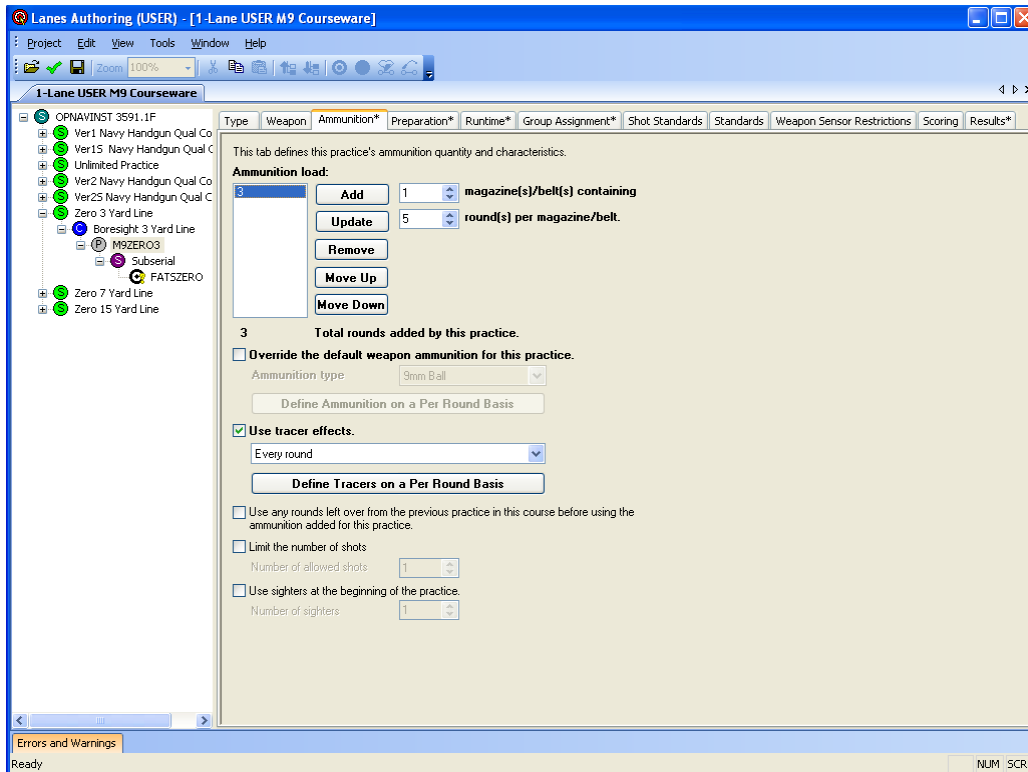 Lanes Authoring (USER) - [1-Lane USER M9 Courseware]
Project Edit View Tools Window Help
Zoom 100%
1-Lane USER M9 Courseware
OPNAVINST 3591.1F
Ver1 Navy Handgun Qual Co
Ver1S Navy Handgun Qual C
Unlimited Practice
Ver2 Navy Handgun Qual Co
Ver2S Navy Handgun Qual C
Zero 3 Yard Line
Boresight 3 Yard Line
M9ZERO3
Subserial
FATSZERO
Zero 7 Yard Line
Zero 15 Yard Line
Type Weapon Ammunition* Preparation* Runtime* Group Assignment* Shot Standards Standards Weapon Sensor Restrictions Scoring Results*
This tab defines this practice's ammunition quantity and characteristics.
Ammunition load:
3 Add 1 magazine(s)/belt(s) containing
Update 5 round(s) per magazine/belt.
Remove
Move Up
Move Down
3 Total rounds added by this practice.
Override the default weapon ammunition for this practice.
Ammunition type 9mm Ball
Define Ammunition on a Per Round Basis
Use tracer effects.
Every round
Define Tracers on a Per Round Basis
Use any rounds left over from the previous practice in this course before using the
ammunition added for this practice.
Limit the number of shots
Number of allowed shots 1
Use sighters at the beginning of the practice.
Number of sighters 1
Errors and Warnings
Ready NUM SCR